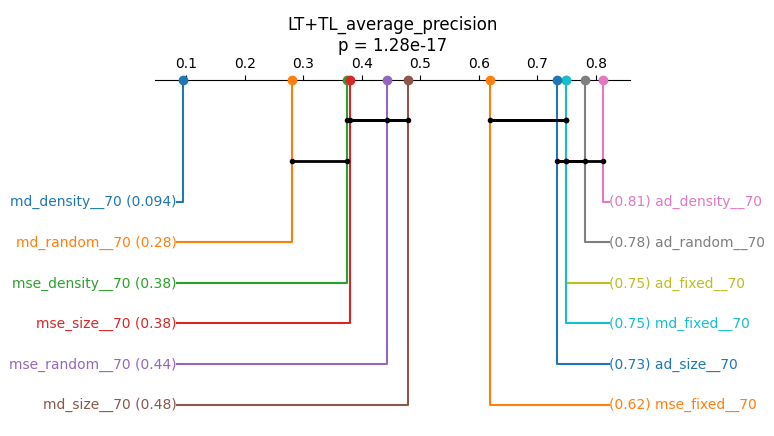 LT+TL_average_precision
p = 1.28e-17
0.1 0.2 0.3 0.4 0.5 0.6 0.7 0.8
md_density__70 (0.094)
(0.81) ad_density__70
md_random__70 (0.28)
(0.78) ad_random__70
mse_density__70 (0.38)
(0.75) ad_fixed__70
mse_size__70 (0.38)
(0.75) md_fixed__70
mse_random__70 (0.44)
(0.73) ad_size__70
md_size__70 (0.48)
(0.62) mse_fixed__70